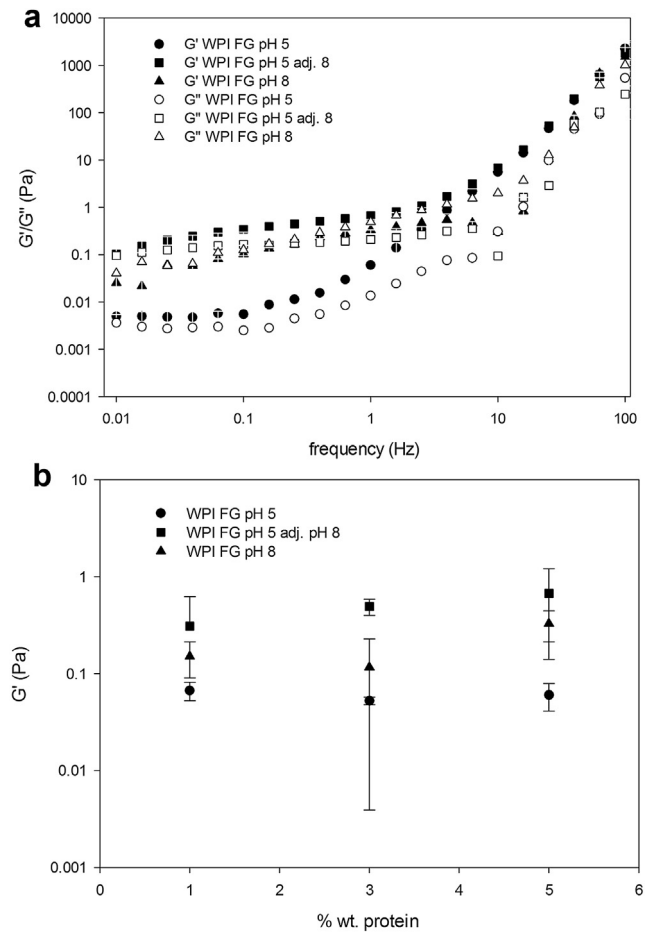 a
10000
1000
100
10
1
0.1
0.01
0.001
0.0001
G'/G'' (Pa)
G' WPI FG pH 5
G' WPI FG pH 5 adj. 8
G' WPI FG pH 8
G'' WPI FG pH 5
G'' WPI FG pH 5 adj. 8
G'' WPI FG pH 8
0.01 0.1 1 10 100
frequency (Hz)
b
10
1
0.1
0.01
0.001
G' (Pa)
WPI FG pH 5
WPI FG pH 5 adj. pH 8
WPI FG pH 8
0 1 2 3 4 5 6
% wt. protein